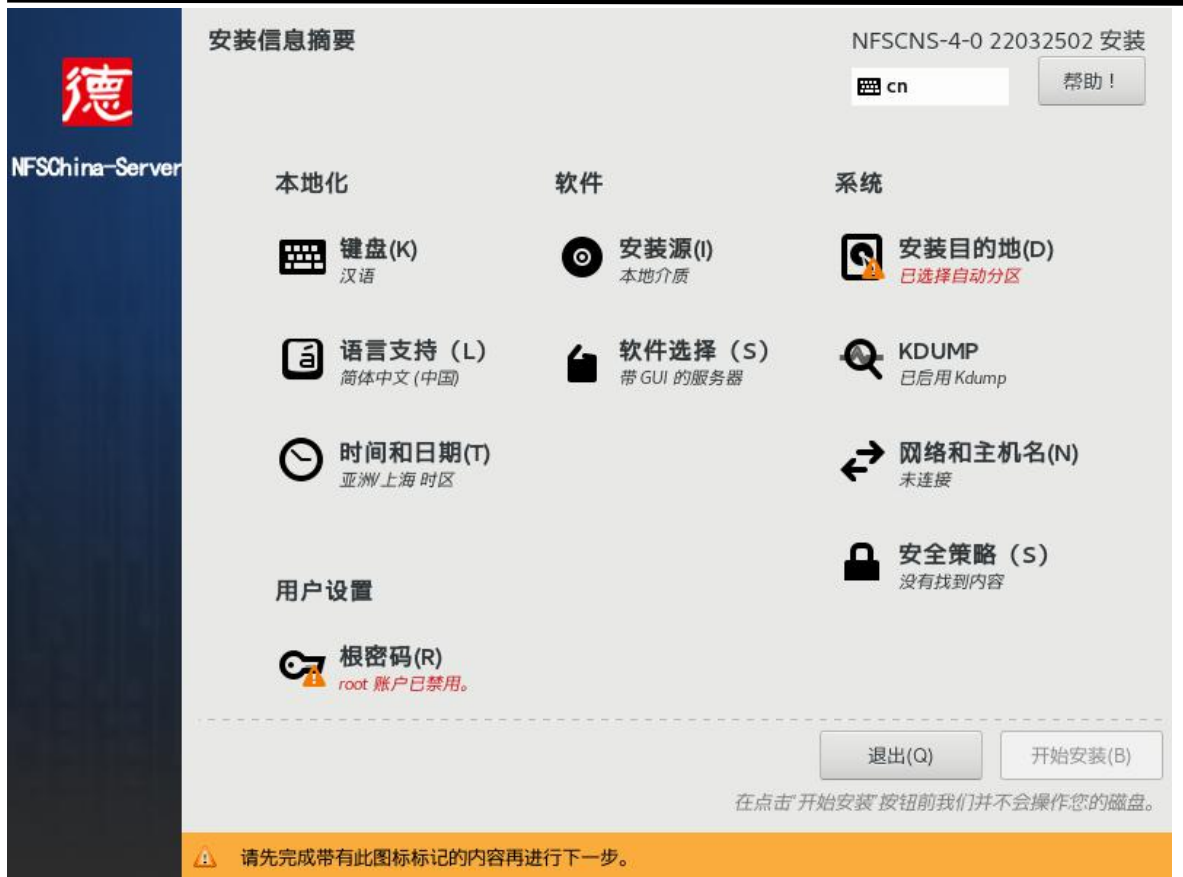 安装信息摘要
NFSCNS-4-0 22032502 安装
cn
帮助！
德
NFSChina-Server
本地化
键盘(K)
汉语
语言支持（L）
简体中文 (中国)
时间和日期(T)
亚洲/上海 时区
软件
安装源(I)
本地介质
软件选择（S）
带 GUI 的服务器
系统
安装目的地(D)
已选择自动分区
KDUMP
已启用 Kdump
网络和主机名(N)
未连接
安全策略（S）
没有找到内容
用户设置
根密码(R)
root 账户已禁用。
退出(Q)
开始安装(B)
在点击"开始安装"按钮前我们并不会操作您的磁盘。
请先完成带有此图标标记的内容再进行下一步。